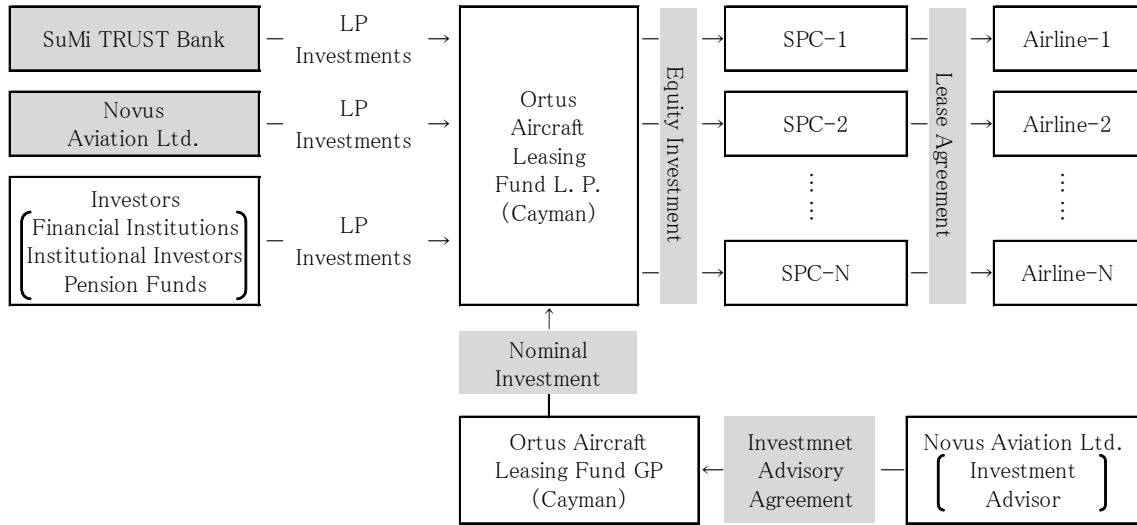 SuMi TRUST Bank
LP
Investments
Novus
Aviation Ltd.
LP
Investments
Investors
Financial Institutions
Institutional Investors
Pension Funds
LP
Investments
Ortus
Aircraft
Leasing
Fund L. P.
(Cayman)
Equity Investment
SPC-1
SPC-2
SPC-N
Lease Agreement
Airline-1
Airline-2
Airline-N
Nominal
Investment
Ortus Aircraft
Leasing Fund GP
(Cayman)
Investmnet
Advisory
Agreement
Novus Aviation Ltd.
Investment
Advisor